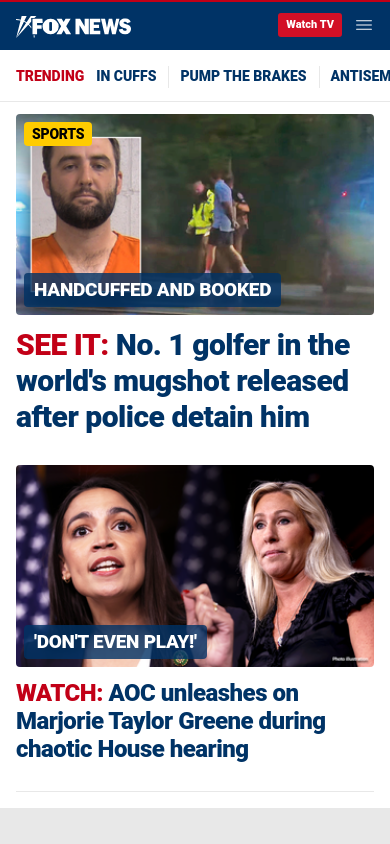 FOX NEWS
Watch TV
TRENDING IN CUFFS PUMP THE BRAKES ANTISEM
SPORTS
HANDCUFFED AND BOOKED
SEE IT: No. 1 golfer in the
world's mugshot released
after police detain him
'DON'T EVEN PLAY!'
Photo Illustration
WATCH: AOC unleashes on
Marjorie Taylor Greene during
chaotic House hearing